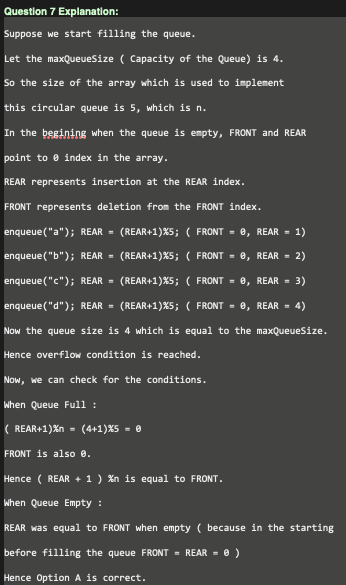 Question 7 Explanation:
Suppose we start filling the queue.
Let the maxQueueSize ( Capacity of the Queue) is 4.
So the size of the array which is used to implement
this circular queue is 5, which is n.
In the begining when the queue is empty, FRONT and REAR
point to 0 index in the array.
REAR represents insertion at the REAR index.
FRONT represents deletion from the FRONT index.
enqueue("a"); REAR = (REAR+1)%5; ( FRONT = 0, REAR = 1)
enqueue("b"); REAR = (REAR+1)%5; ( FRONT = 0, REAR = 2)
enqueue("c"); REAR = (REAR+1)%5; ( FRONT = 0, REAR = 3)
enqueue("d"); REAR = (REAR+1)%5; ( FRONT = 0, REAR = 4)
Now the queue size is 4 which is equal to the maxQueueSize.
Hence overflow condition is reached.
Now, we can check for the conditions.
When Queue Full :
( REAR+1)%n = (4+1)%5 = 0
FRONT is also 0.
Hence ( REAR + 1 ) %n is equal to FRONT.
When Queue Empty :
REAR was equal to FRONT when empty ( because in the starting
before filling the queue FRONT = REAR = 0 )
Hence Option A is correct.